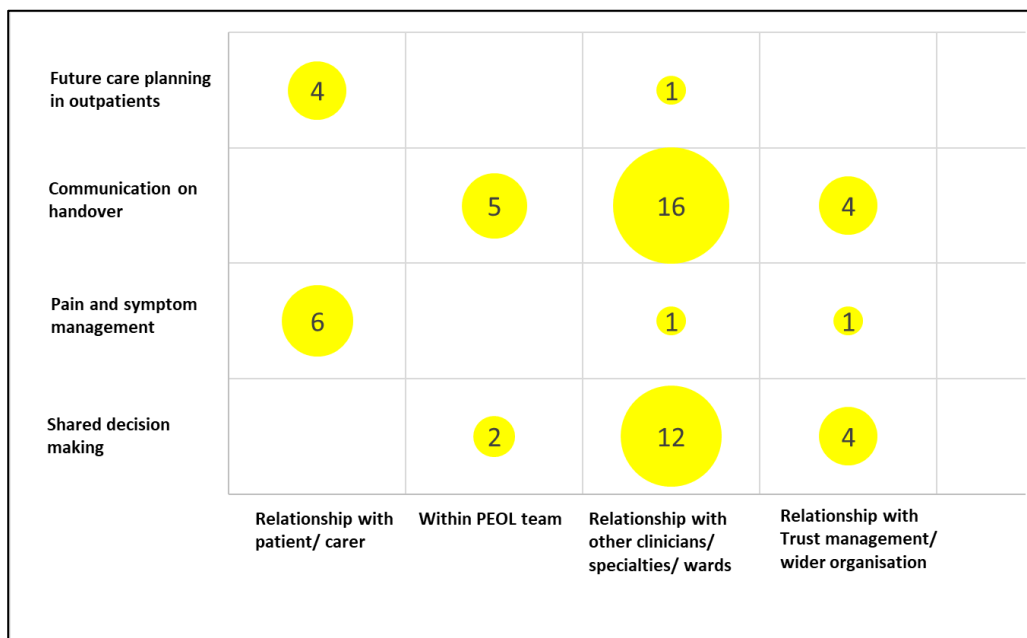 Future care planning
in outpatients
4
1
Communication on
handover
5
16
4
Pain and symptom
management
6
1
1
Shared decision
making
2
12
4
Relationship with
patient/ carer
Within PEOL team
Relationship with
other clinicians/
specialties/ wards
Relationship with
Trust management/
wider organisation